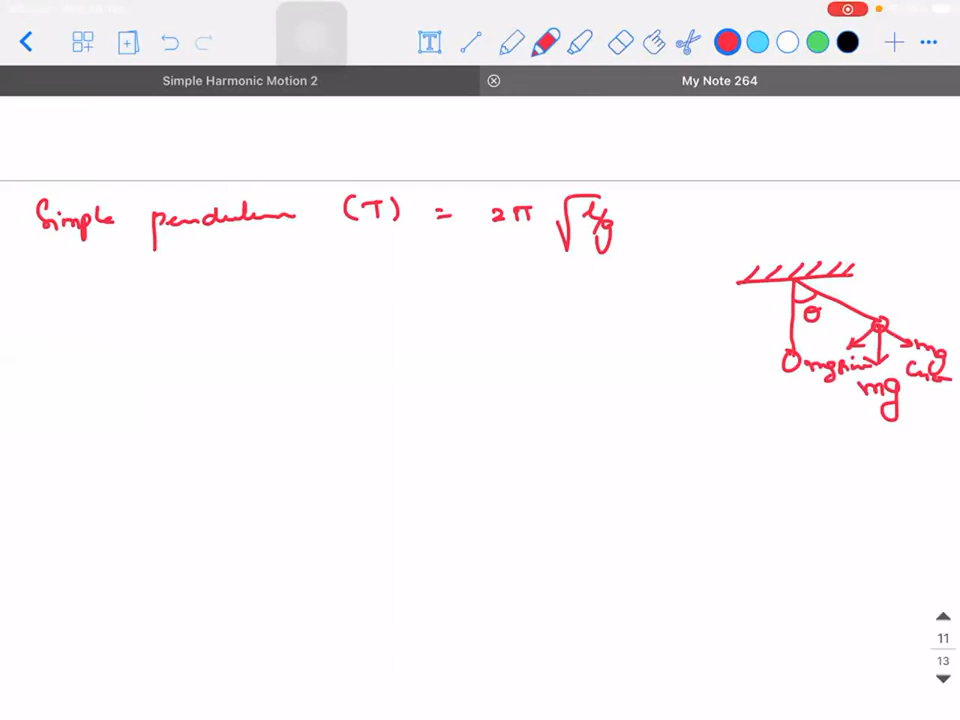 Simple Harmonic Motion 2
My Note 264
Simple pendulum (T) = 2π √l/g
θ
mg sinθ
mg cosθ
mg
11
13